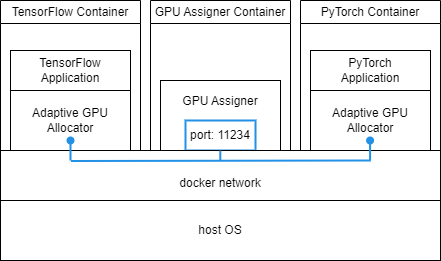 TensorFlow Container
GPU Assigner Container
PyTorch Container
TensorFlow
Application
Adaptive GPU
Allocator
GPU Assigner
port: 11234
PyTorch
Application
Adaptive GPU
Allocator
docker network
host OS